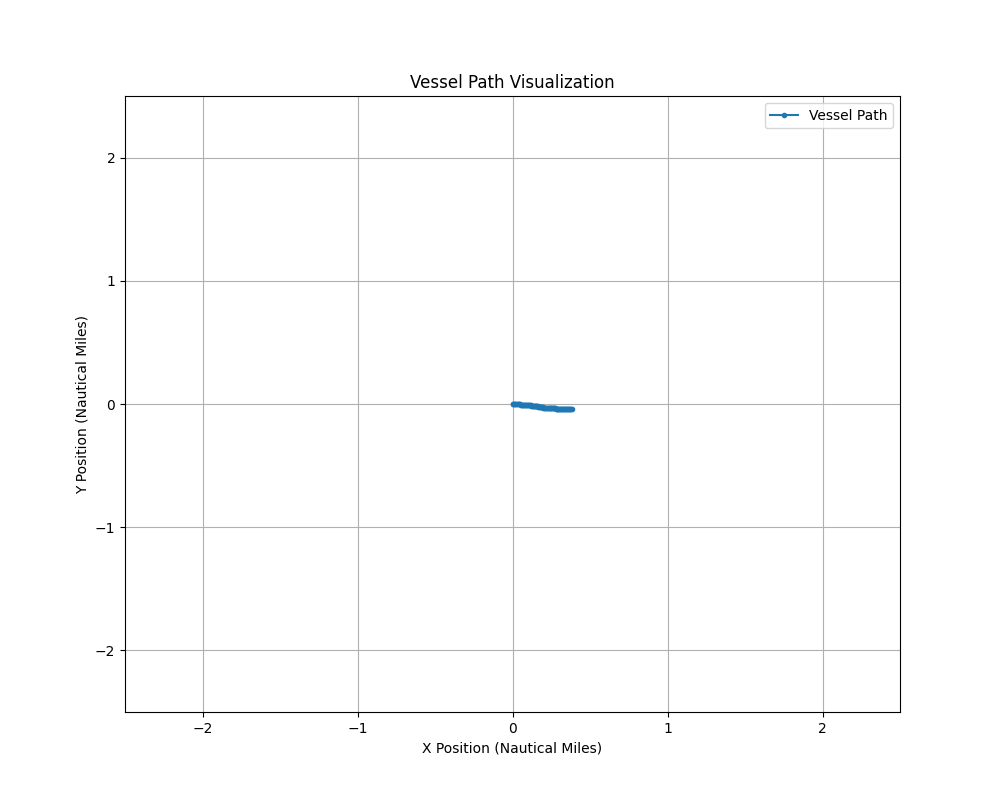 Vessel Path Visualization
Vessel Path
2
1
0
−1
−2
Y Position (Nautical Miles)
−2
−1
0
1
2
X Position (Nautical Miles)